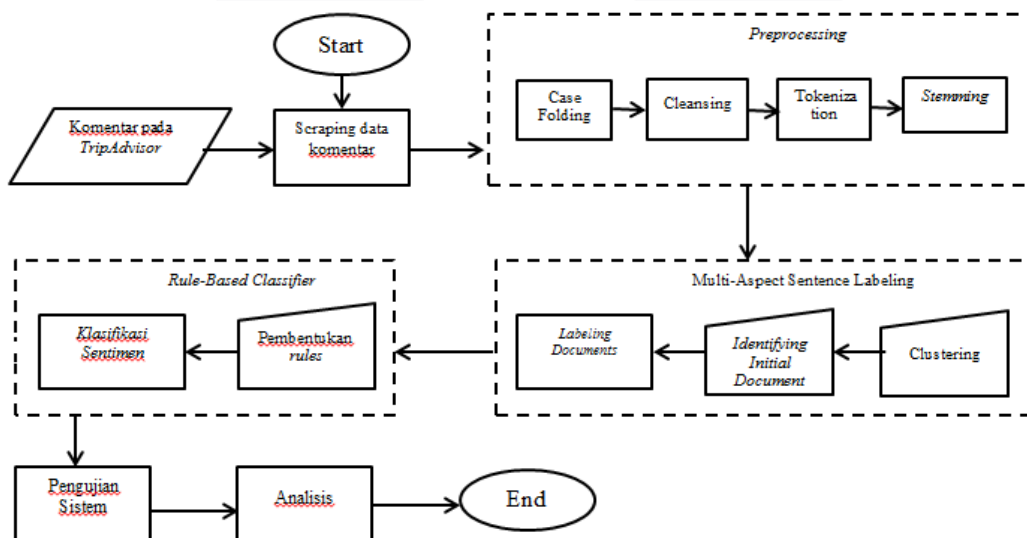 Start
Komentar pada
TripAdvisor
Scraping data
komentar
Preprocessing
Case
Folding
Cleansing
Tokeniza
tion
Stemming
Multi-Aspect Sentence Labeling
Clustering
Identifying
Initial
Document
Labeling
Documents
Rule-Based Classifier
Pembentukan
rules
Klasifikasi
Sentimen
Pengujian
Sistem
Analisis
End